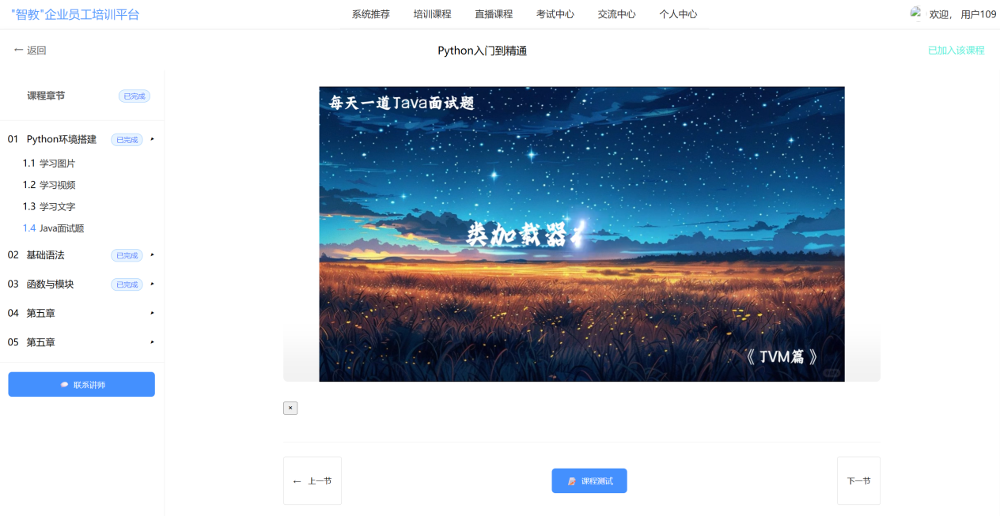 "智教"企业员工培训平台 系统推荐 培训课程 直播课程 考试中心 交流中心 个人中心 欢迎， 用户109
← 返回 Python入门到精通 已加入该课程
课程章节 已完成
01 Python环境搭建 已完成
1.1 学习图片
1.2 学习视频
1.3 学习文字
1.4 Java面试题
02 基础语法 已完成
03 函数与模块 已完成
04 第五章
05 第五章
联系讲师
每天一道Java面试题
类加载器
《 JVM篇 》
×
← 上一节 课程测试 下一节